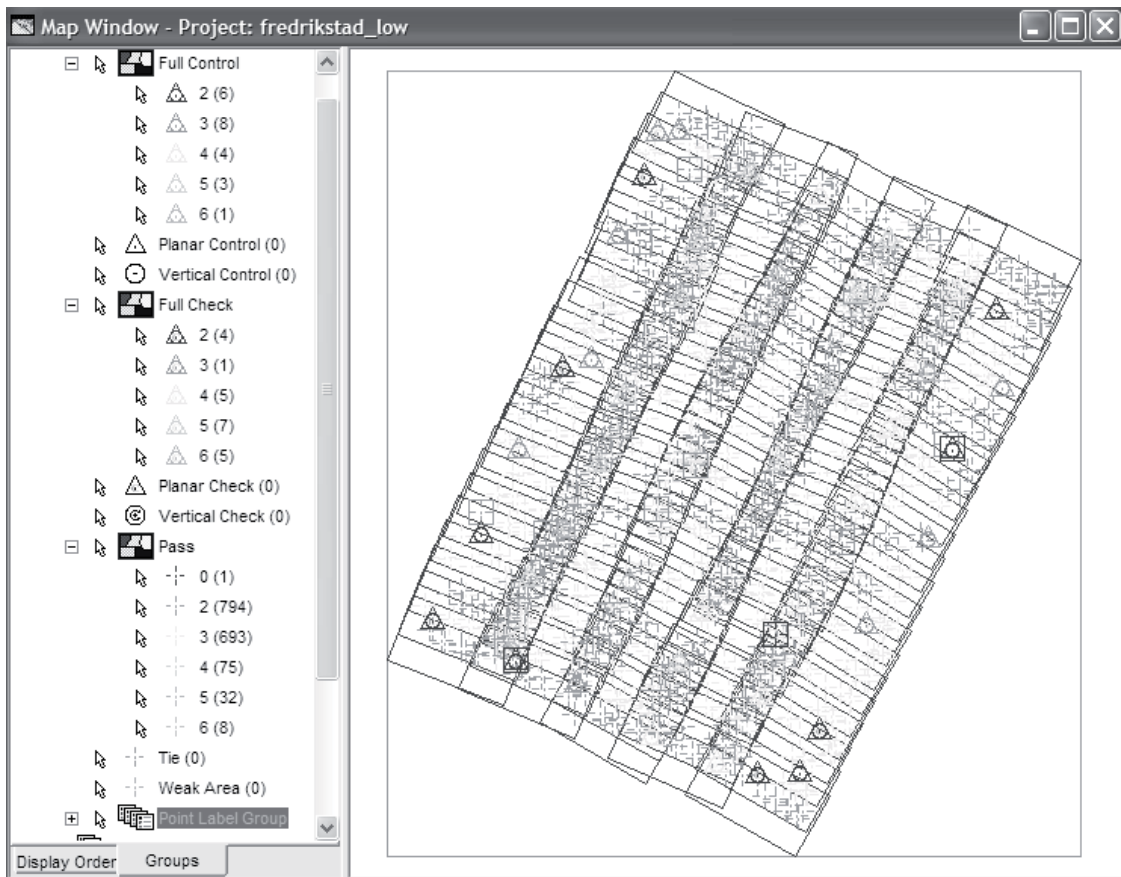 Map Window - Project: fredrikstad_low
Full Control
2 (6)
3 (8)
4 (4)
5 (3)
6 (1)
Planar Control (0)
Vertical Control (0)
Full Check
2 (4)
3 (1)
4 (5)
5 (7)
6 (5)
Planar Check (0)
Vertical Check (0)
Pass
0 (1)
2 (794)
3 (693)
4 (75)
5 (32)
6 (8)
Tie (0)
Weak Area (0)
Point Label Group
Display Order
Groups